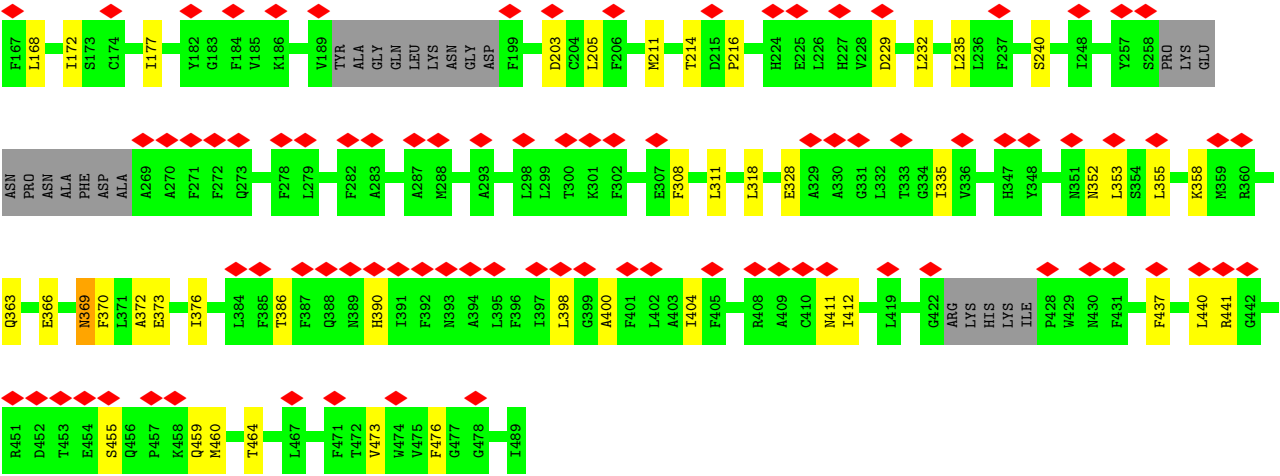 F167 L168 I172 S173 C174 I177 Y182 G183 F184 V185 K186 V189 TYR ALA GLY GLN LEU LYS ASN GLY ASP F199 D203 C204 L205 F206 M211 T214 D215 P216 H224 E225 L226 H227 V228 D229 L232 L235 L236 F237 S240 I248 Y257 S258 PRO LYS GLU
ASN PRO ASN ALA PHE ASP ALA A269 A270 F271 F272 Q273 F278 L279 F282 A283 A287 M288 A293 L298 L299 T300 K301 F302 E307 F308 L311 L318 E328 A329 A330 G331 L332 T333 G334 I335 V336 H347 Y348 N351 N352 L353 S354 L355 K358 M359 R360
Q363 E366 N369 F370 L371 A372 E373 I376 L384 F385 T386 F387 Q388 N389 H390 I391 F392 N393 A394 L395 F396 I397 L398 G399 A400 F401 L402 A403 I404 F405 R408 A409 C410 N411 I412 L419 G422 ARG LYS HIS LYS ILE P428 W429 N430 F431 F437 L440 R441 G442
R451 D452 T453 E454 S455 Q456 P457 K458 Q459 M460 T464 L467 F471 T472 V473 W474 V475 F476 G477 G478 I489